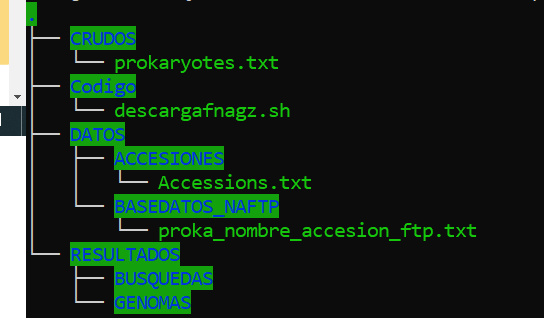 .
CRUDOS
prokaryotes.txt
Codigo
descargafnagz.sh
DATOS
ACCESIONES
Accessions.txt
BASEDATOS_NAFTP
proka_nombre_accesion_ftp.txt
RESULTADOS
BUSQUEDAS
GENOMAS